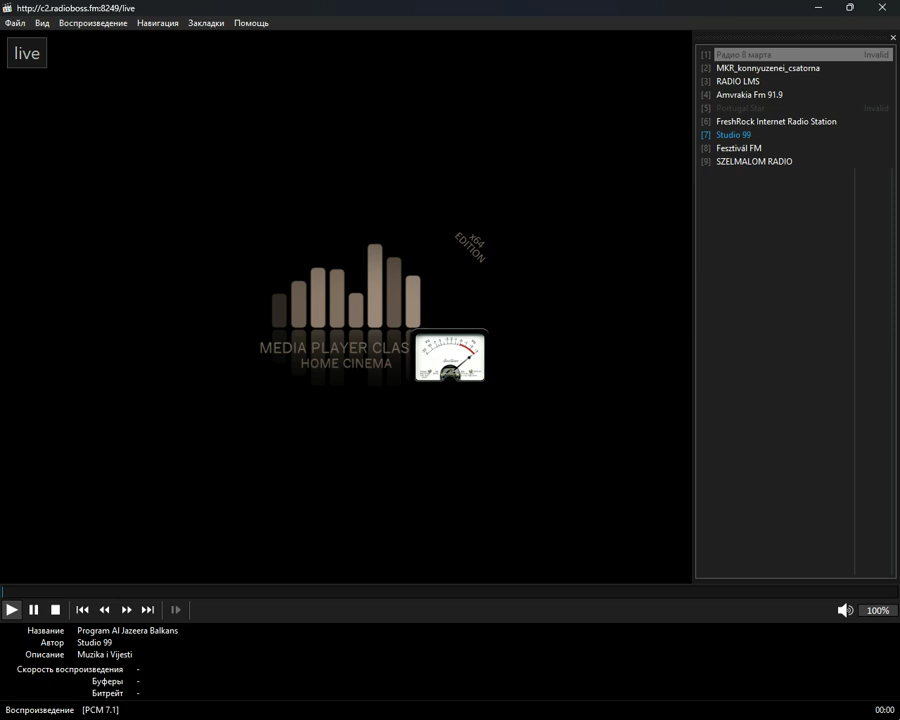 http://c2.radioboss.fm:8249/live
Файл Вид Воспроизведение Навигация Закладки Помощь
live
[1] Радио 8 марта Invalid
[2] MKR_konnyuzenei_csatorna
[3] RADIO LMS
[4] Amvrakia Fm 91.9
[5] Portugal Star Invalid
[6] FreshRock Internet Radio Station
[7] Studio 99
[8] Fesztivál FM
[9] SZELMALOM RADIO
x64
EDITION
MEDIA PLAYER CLAS
HOME CINEMA
100%
Название Program Al Jazeera Balkans
Автор Studio 99
Описание Muzika i Vijesti
Скорость воспроизведения -
Буферы -
Битрейт -
Воспроизведение [PCM 7.1] 00:00